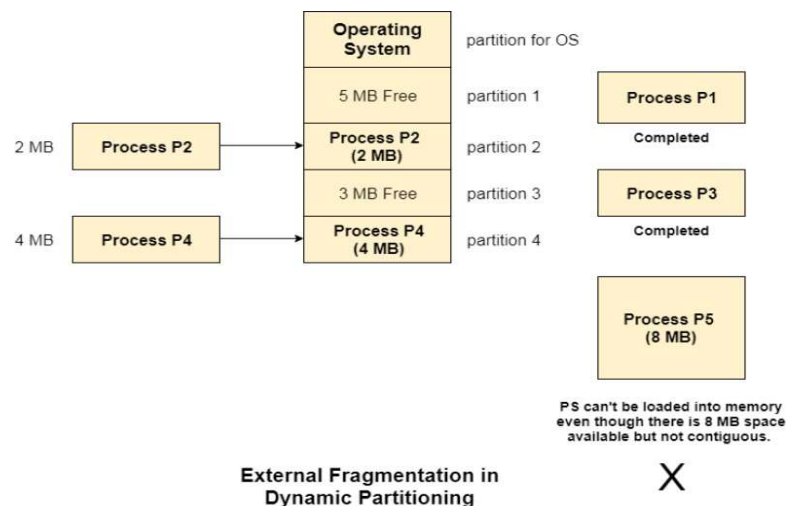 Operating
System
partition for OS
5 MB Free
partition 1
Process P1
Completed
2 MB
Process P2
Process P2
(2 MB)
partition 2
3 MB Free
partition 3
Process P3
Completed
4 MB
Process P4
Process P4
(4 MB)
partition 4
Process P5
(8 MB)
PS can't be loaded into memory
even though there is 8 MB space
available but not contiguous.
X
External Fragmentation in
Dynamic Partitioning